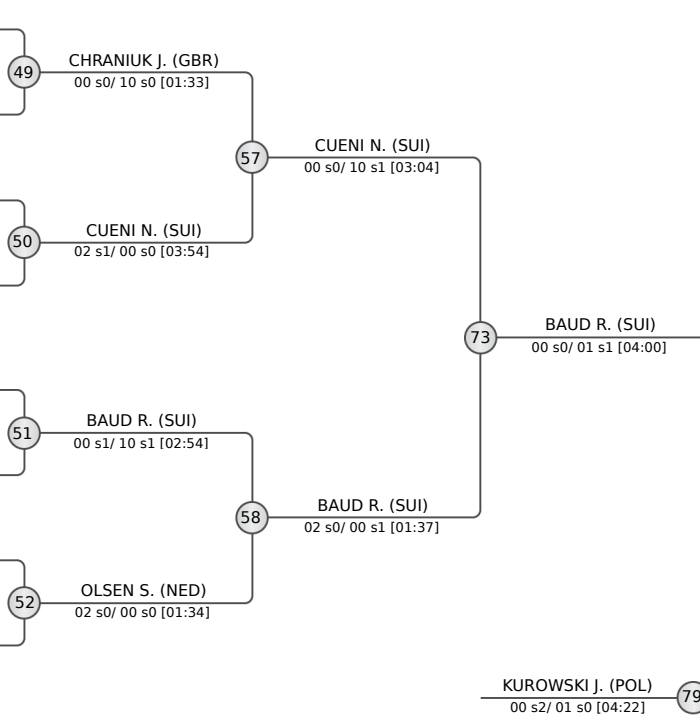 49
CHRANIUK J. (GBR)
00 s0/ 10 s0 [01:33]
57
CUENI N. (SUI)
00 s0/ 10 s1 [03:04]
50
CUENI N. (SUI)
02 s1/ 00 s0 [03:54]
73
BAUD R. (SUI)
00 s0/ 01 s1 [04:00]
51
BAUD R. (SUI)
00 s1/ 10 s1 [02:54]
58
BAUD R. (SUI)
02 s0/ 00 s1 [01:37]
52
OLSEN S. (NED)
02 s0/ 00 s0 [01:34]
KUROWSKI J. (POL)
00 s2/ 01 s0 [04:22]
79